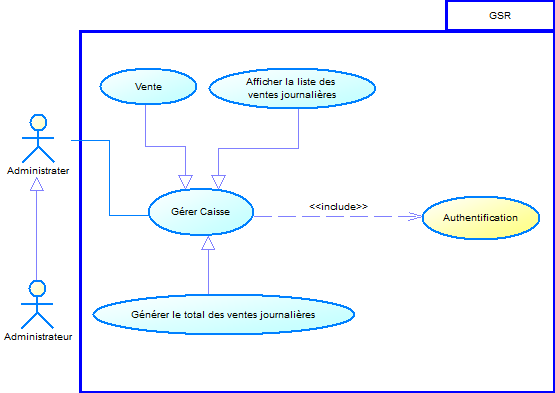 GSR
Vente
Afficher la liste des
ventes journalières
Administrater
Gérer Caisse
<<include>>
Authentification
Générer le total des ventes journalières
Administrateur